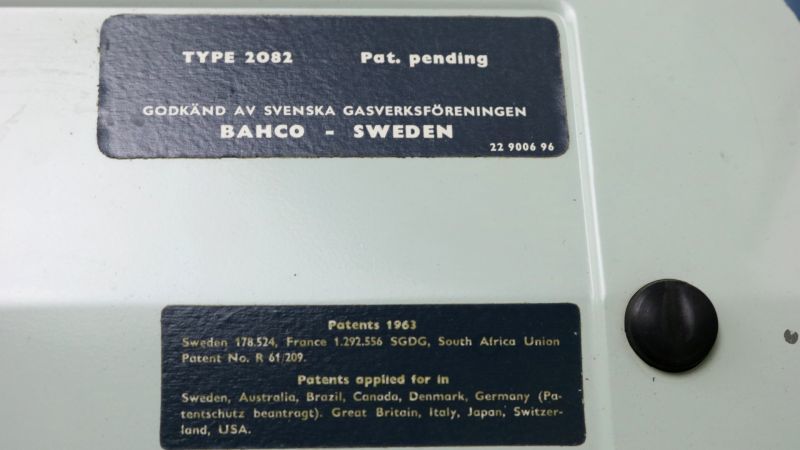 TYPE 2082 Pat. pending
GODKÄND AV SVENSKA GASVERKSFÖRENINGEN
BAHCO - SWEDEN
22 9006 96
Patents 1963
Sweden 178.524, France 1.292.556 SGDG, South Africa Union
Patent No. R 61/209.
Patents applied for in
Sweden, Australia, Brazil, Canada, Denmark, Germany (Pa-
tentschutz beantragt). Great Britain, Italy, Japan, Switzer-
land, USA.